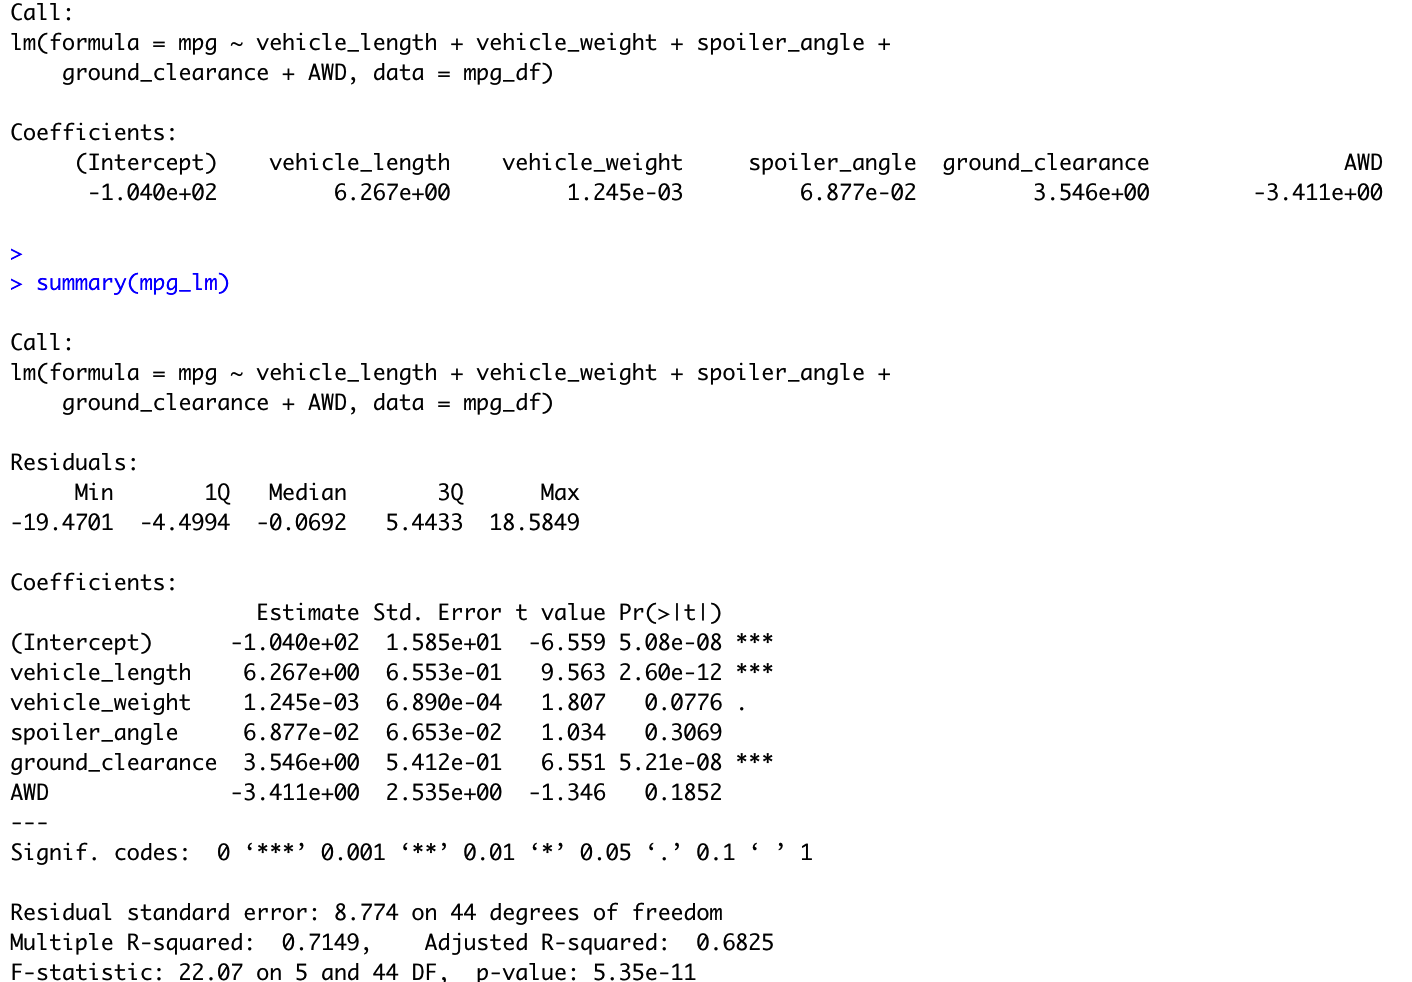 Call:
lm(formula = mpg ~ vehicle_length + vehicle_weight + spoiler_angle +
    ground_clearance + AWD, data = mpg_df)

Coefficients:
     (Intercept)    vehicle_length    vehicle_weight     spoiler_angle  ground_clearance               AWD
      -1.040e+02         6.267e+00         1.245e-03         6.877e-02         3.546e+00        -3.411e+00

>
> summary(mpg_lm)

Call:
lm(formula = mpg ~ vehicle_length + vehicle_weight + spoiler_angle +
    ground_clearance + AWD, data = mpg_df)

Residuals:
     Min       1Q   Median       3Q      Max
-19.4701  -4.4994  -0.0692   5.4433  18.5849

Coefficients:
                   Estimate Std. Error t value Pr(>|t|)
(Intercept)      -1.040e+02  1.585e+01  -6.559 5.08e-08 ***
vehicle_length    6.267e+00  6.553e-01   9.563 2.60e-12 ***
vehicle_weight    1.245e-03  6.890e-04   1.807   0.0776 .
spoiler_angle     6.877e-02  6.653e-02   1.034   0.3069
ground_clearance  3.546e+00  5.412e-01   6.551 5.21e-08 ***
AWD              -3.411e+00  2.535e+00  -1.346   0.1852
---
Signif. codes:  0 ‘***’ 0.001 ‘**’ 0.01 ‘*’ 0.05 ‘.’ 0.1 ‘ ’ 1

Residual standard error: 8.774 on 44 degrees of freedom
Multiple R-squared:  0.7149,    Adjusted R-squared:  0.6825
F-statistic: 22.07 on 5 and 44 DF,  p-value: 5.35e-11